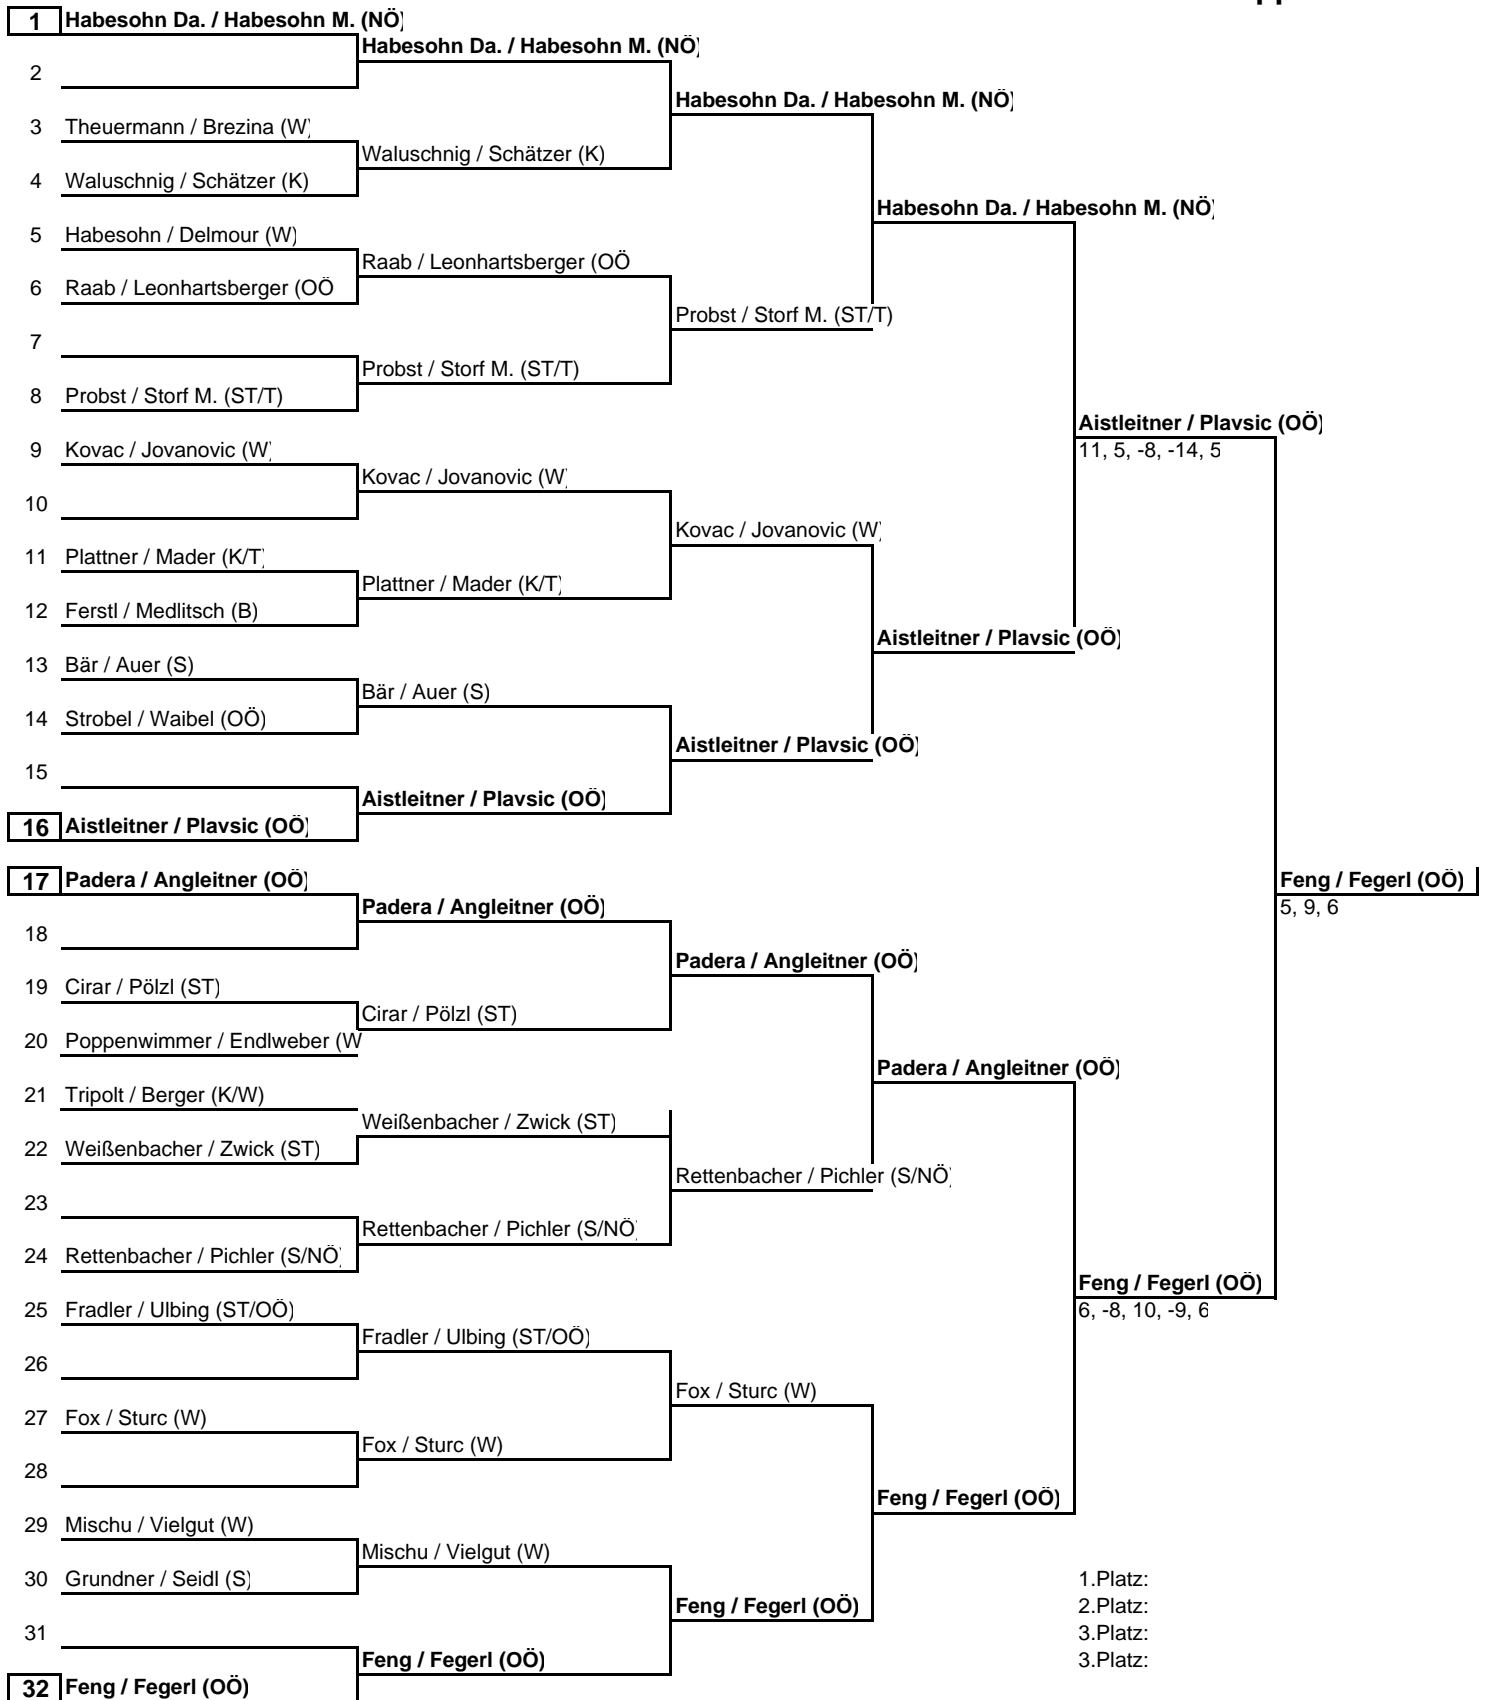 1 Habesohn Da. / Habesohn M. (NÖ)
Habesohn Da. / Habesohn M. (NÖ)
2
Habesohn Da. / Habesohn M. (NÖ)
3 Theuermann / Brezina (W)
Waluschnig / Schätzer (K)
4 Waluschnig / Schätzer (K)
Habesohn Da. / Habesohn M. (NÖ)
5 Habesohn / Delmour (W)
Raab / Leonhartsberger (OÖ
6 Raab / Leonhartsberger (OÖ
Probst / Storf M. (ST/T)
7
Probst / Storf M. (ST/T)
8 Probst / Storf M. (ST/T)
Aistleitner / Plavsic (OÖ)
9 Kovac / Jovanovic (W)
11, 5, -8, -14, 5
Kovac / Jovanovic (W)
10
Kovac / Jovanovic (W)
11 Plattner / Mader (K/T)
Plattner / Mader (K/T)
12 Ferstl / Medlitsch (B)
Aistleitner / Plavsic (OÖ)
13 Bär / Auer (S)
Bär / Auer (S)
14 Strobel / Waibel (OÖ)
Aistleitner / Plavsic (OÖ)
15
Aistleitner / Plavsic (OÖ)
16 Aistleitner / Plavsic (OÖ)
17 Padera / Angleitner (OÖ)
Feng / Fegerl (OÖ)
Padera / Angleitner (OÖ)
5, 9, 6
18
Padera / Angleitner (OÖ)
19 Cirar / Pölzl (ST)
Cirar / Pölzl (ST)
20 Poppenwimmer / Endlweber (W
Padera / Angleitner (OÖ)
21 Tripolt / Berger (K/W)
Weißenbacher / Zwick (ST)
22 Weißenbacher / Zwick (ST)
Rettenbacher / Pichler (S/NÖ)
23
Rettenbacher / Pichler (S/NÖ)
24 Rettenbacher / Pichler (S/NÖ)
Feng / Fegerl (OÖ)
25 Fradler / Ulbing (ST/OÖ)
6, -8, 10, -9, 6
Fradler / Ulbing (ST/OÖ)
26
Fox / Sturc (W)
27 Fox / Sturc (W)
Fox / Sturc (W)
28
Feng / Fegerl (OÖ)
29 Mischu / Vielgut (W)
Mischu / Vielgut (W)
30 Grundner / Seidl (S)
1.Platz:
Feng / Fegerl (OÖ)
2.Platz:
31
3.Platz:
Feng / Fegerl (OÖ)
3.Platz:
32 Feng / Fegerl (OÖ)